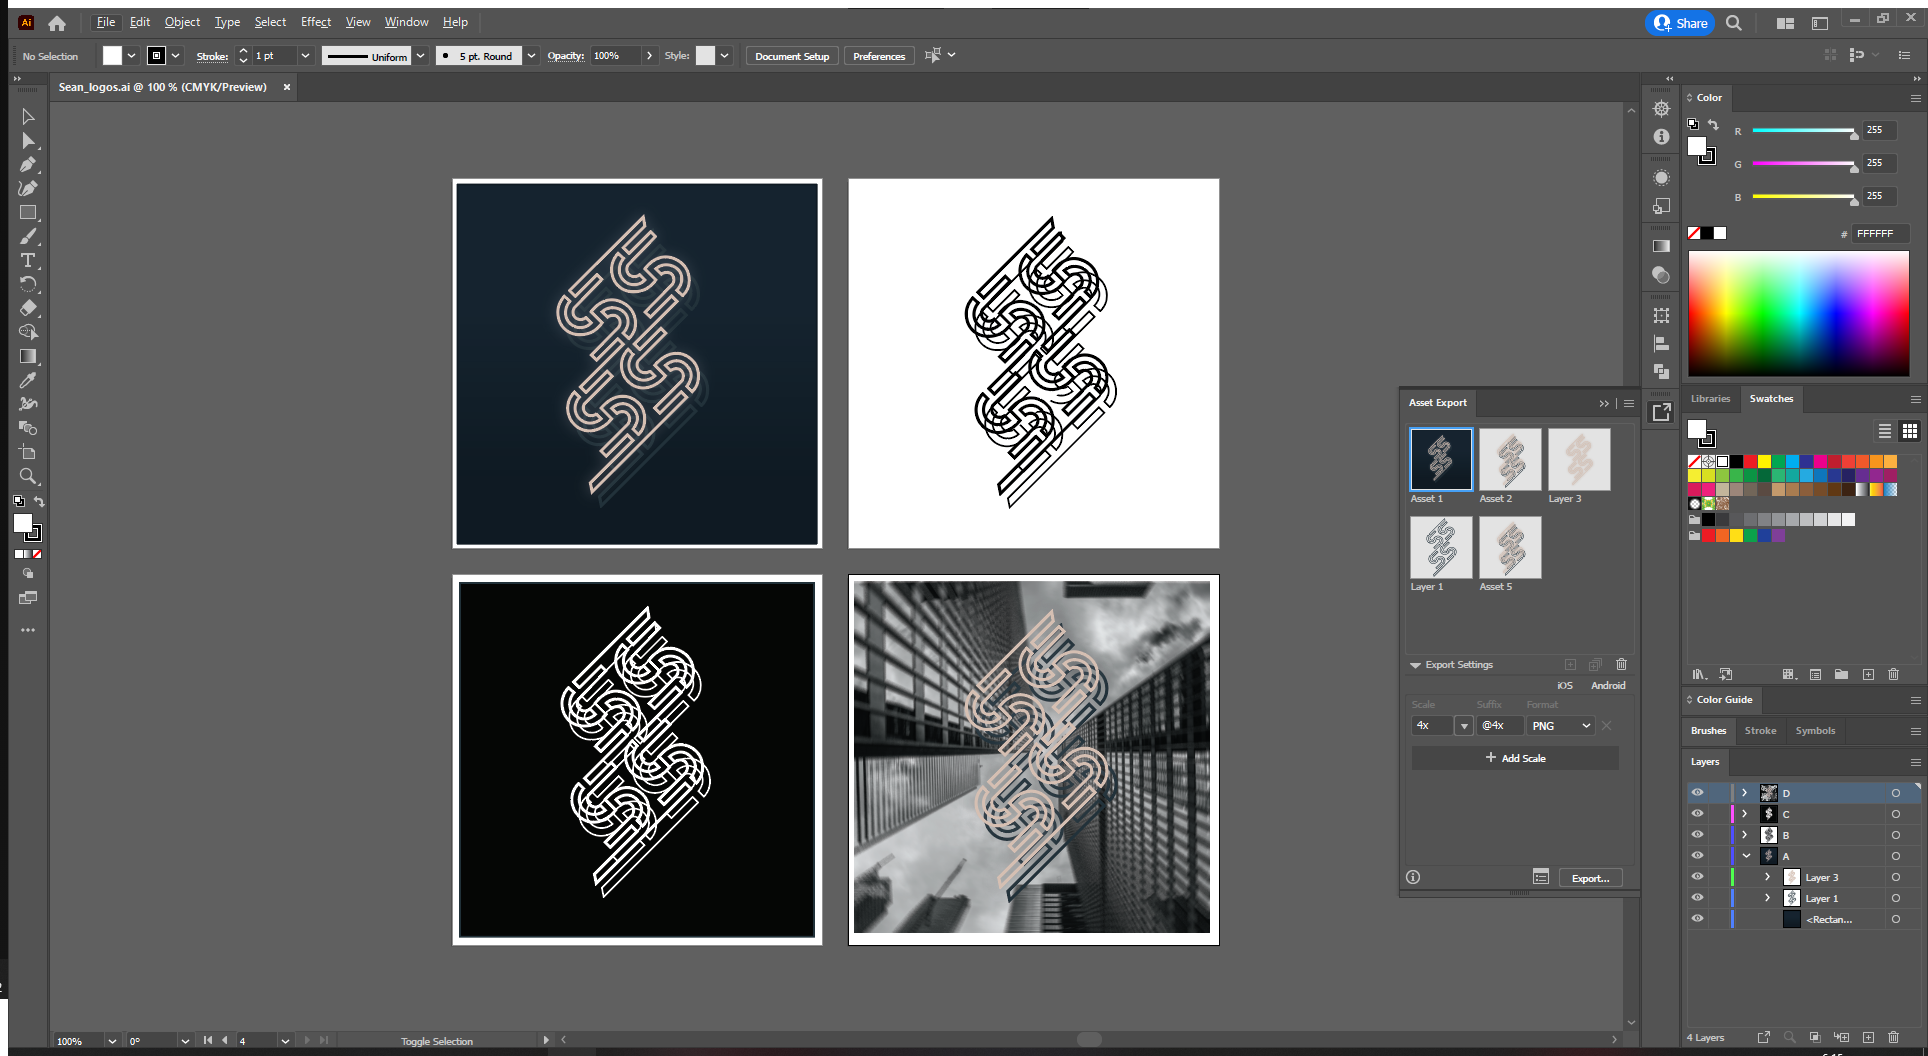 Ai File Edit Object Type Select Effect View Window Help Share
No Selection Stroke: 1 pt Uniform 5 pt. Round Opacity: 100% Style: Document Setup Preferences
Sean_logos.ai @ 100 % (CMYK/Preview) ×
Color
R 255
G 255
B 255
# FFFFFF
Libraries Swatches
Asset Export
Asset 1 Asset 2 Layer 3
Layer 1 Asset 5
Export Settings
iOS Android
Scale Suffix Format
4x @4x PNG
+ Add Scale
Export...
Color Guide
Brushes Stroke Symbols
Layers
D
C
B
A
Layer 3
Layer 1
<Rectan...
4 Layers
100% 0° 4 Toggle Selection